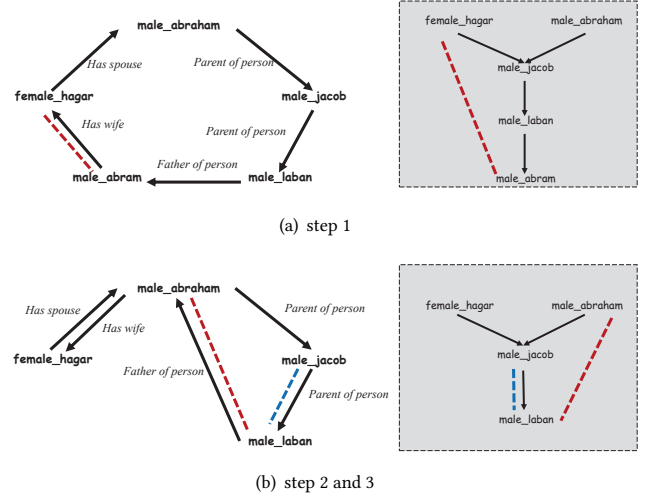 male_abraham
Has spouse
Parent of person
female_hagar
male_jacob
Has wife
Parent of person
Father of person
male_abram
male_laban
female_hagar
male_abraham
male_jacob
male_laban
male_abram
(a) step 1
male_abraham
Has spouse
Has wife
Parent of person
female_hagar
male_jacob
Father of person
Parent of person
male_laban
female_hagar
male_abraham
male_jacob
male_laban
(b) step 2 and 3